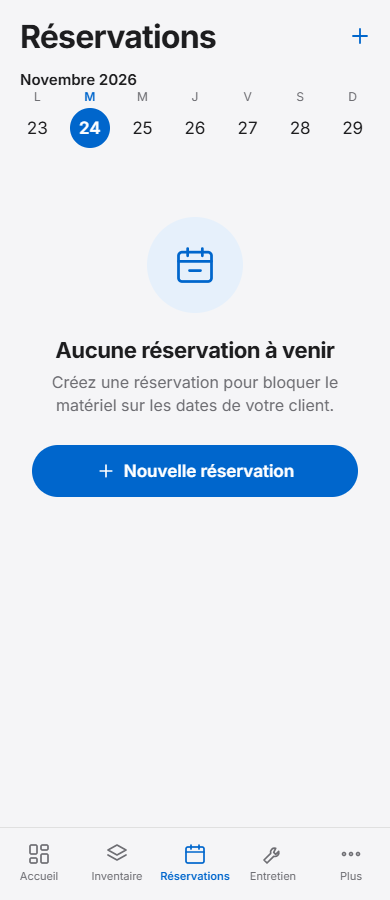 Réservations
Novembre 2026
L M M J V S D
23 24 25 26 27 28 29
Aucune réservation à venir
Créez une réservation pour bloquer le
matériel sur les dates de votre client.
+ Nouvelle réservation
Accueil Inventaire Réservations Entretien Plus